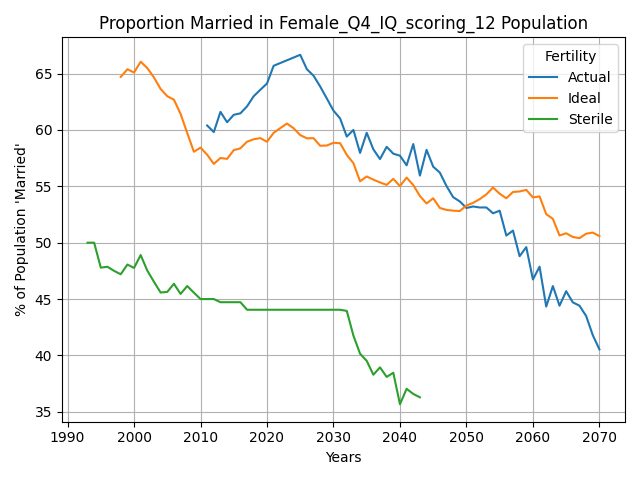 Proportion Married in Female_Q4_IQ_scoring_12 Population
% of Population 'Married'
65
60
55
50
45
40
35
Fertility
Actual
Ideal
Sterile
1990 2000 2010 2020 2030 2040 2050 2060 2070
Years